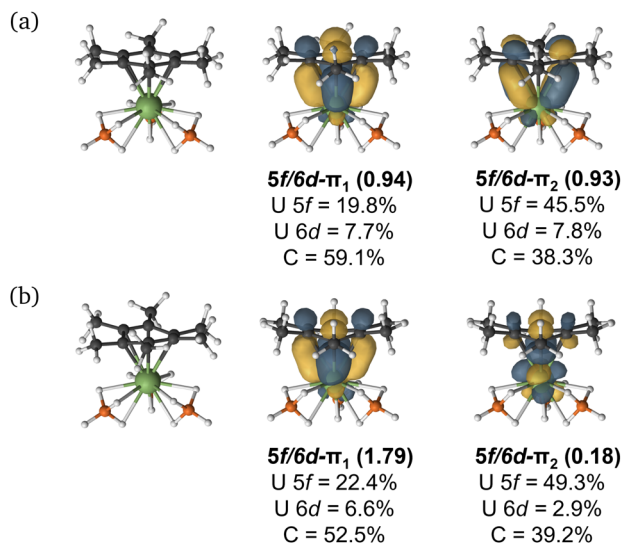 (a)
5f/6d-π₁ (0.94)
U 5f = 19.8%
U 6d = 7.7%
C = 59.1%
5f/6d-π₂ (0.93)
U 5f = 45.5%
U 6d = 7.8%
C = 38.3%
(b)
5f/6d-π₁ (1.79)
U 5f = 22.4%
U 6d = 6.6%
C = 52.5%
5f/6d-π₂ (0.18)
U 5f = 49.3%
U 6d = 2.9%
C = 39.2%